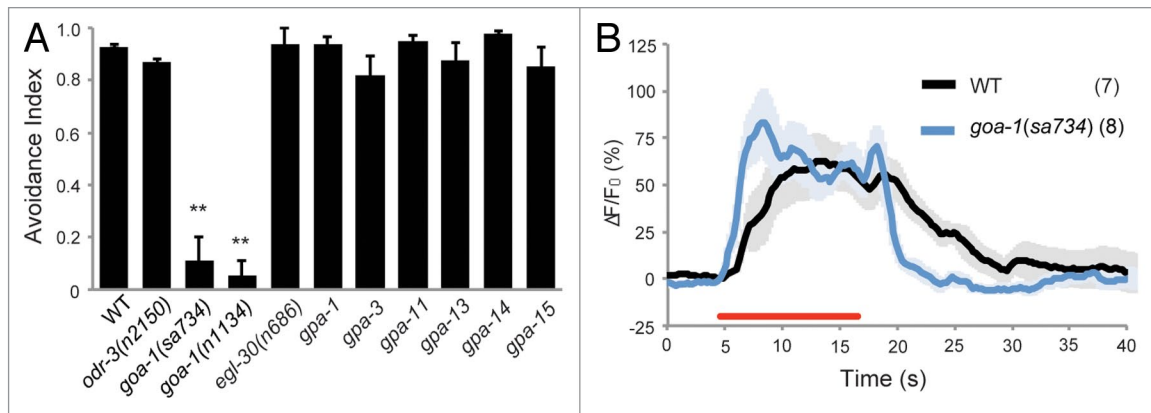 A
Avoidance Index
1.0
0.8
0.6
0.4
0.2
0
**
**
WT
odr-3(n2150)
goa-1(sa734)
goa-1(n1134)
egl-30(n686)
gpa-1
gpa-3
gpa-11
gpa-13
gpa-14
gpa-15
B
ΔF/F0 (%)
125
100
75
50
25
0
-25
WT (7)
goa-1(sa734) (8)
0 5 10 15 20 25 30 35 40
Time (s)